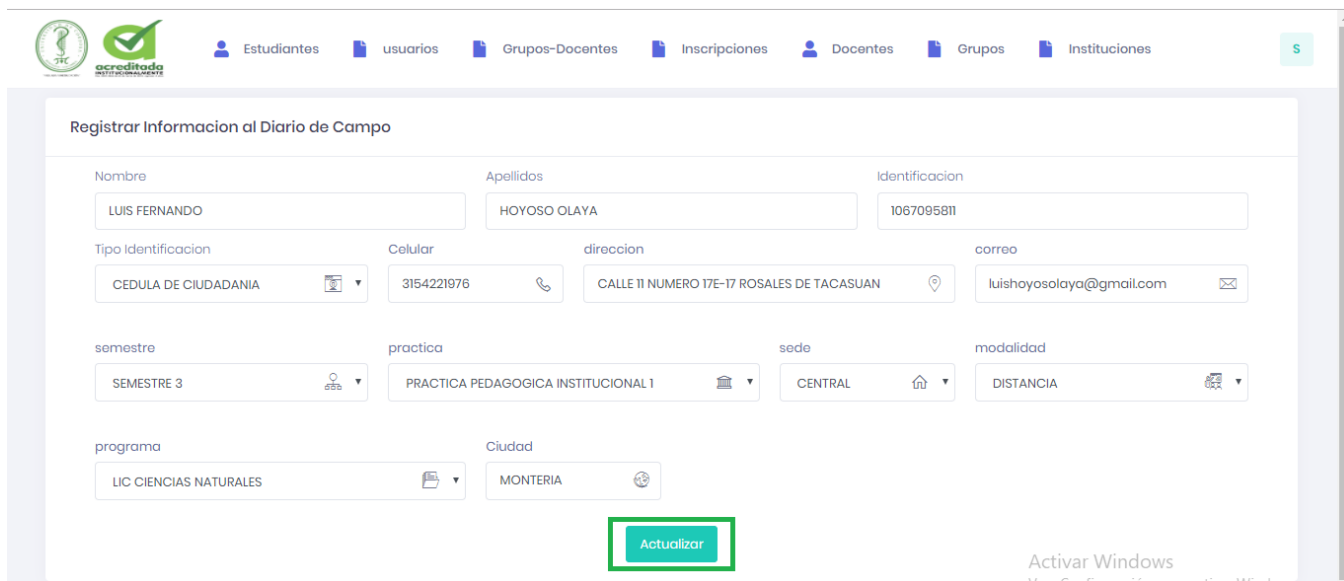 acreditada
INSTITUCIONALMENTE
Estudiantes usuarios Grupos-Docentes Inscripciones Docentes Grupos Instituciones S
Registrar Informacion al Diario de Campo
Nombre Apellidos Identificacion
LUIS FERNANDO HOYOSO OLAYA 1067095811
Tipo Identificacion Celular direccion correo
CEDULA DE CIUDADANIA 3154221976 CALLE 11 NUMERO 17E-17 ROSALES DE TACASUAN luishoyosolaya@gmail.com
semestre practica sede modalidad
SEMESTRE 3 PRACTICA PEDAGOGICA INSTITUCIONAL 1 CENTRAL DISTANCIA
programa Ciudad
LIC CIENCIAS NATURALES MONTERIA
Actualizar
Activar Windows